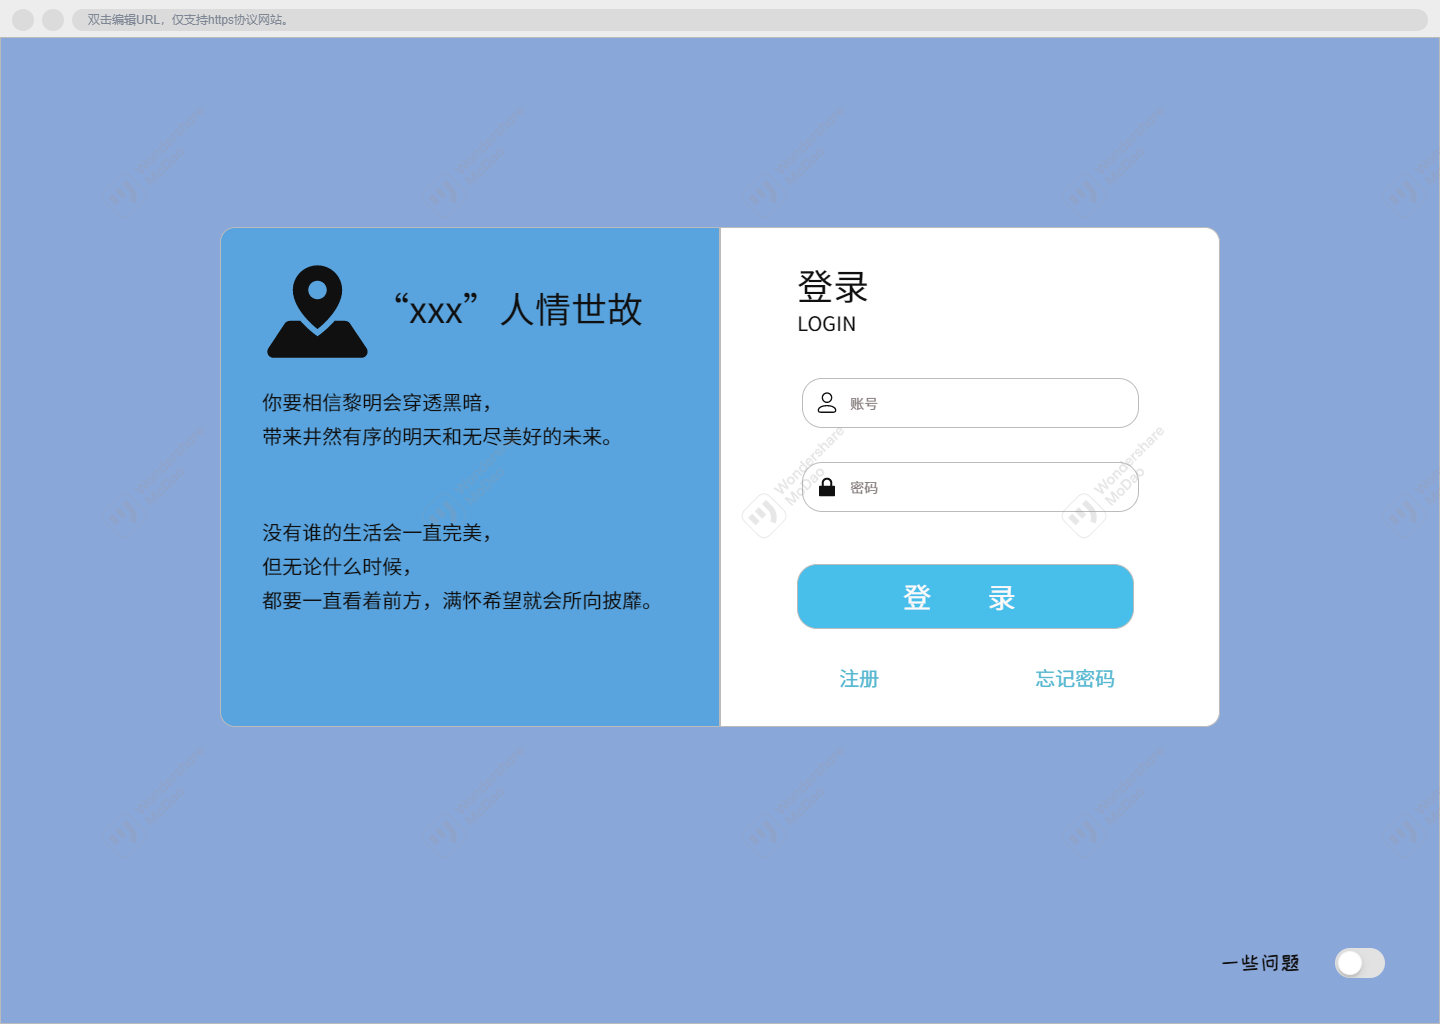 双击编辑URL，仅支持https协议网站。
“xxx”人情世故
你要相信黎明会穿透黑暗，
带来井然有序的明天和无尽美好的未来。
没有谁的生活会一直完美，
但无论什么时候，
都要一直看着前方，满怀希望就会所向披靡。
登录
LOGIN
账号
密码
登 录
注册
忘记密码
Wondershare
MoDao
Wondershare
MoDao
一些问题